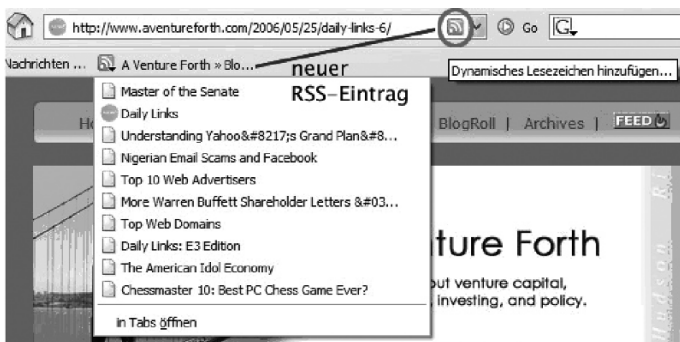 http://www.aventureforth.com/2006/05/25/daily-links-6/ Go G
Nachrichten ... A Venture Forth » Blo... neuer
Dynamisches Lesezeichen hinzufügen...
RSS-Eintrag
Master of the Senate
Daily Links
BlogRoll | Archives | FEED
Understanding Yahoo&#8217;s Grand Plan&#8...
Nigerian Email Scams and Facebook
Top 10 Web Advertisers
More Warren Buffett Shareholder Letters &#03...
Top Web Domains
Daily Links: E3 Edition
ture Forth
The American Idol Economy
out venture capital,
Chessmaster 10: Best PC Chess Game Ever?
investing, and policy.
in Tabs öffnen
Hudson